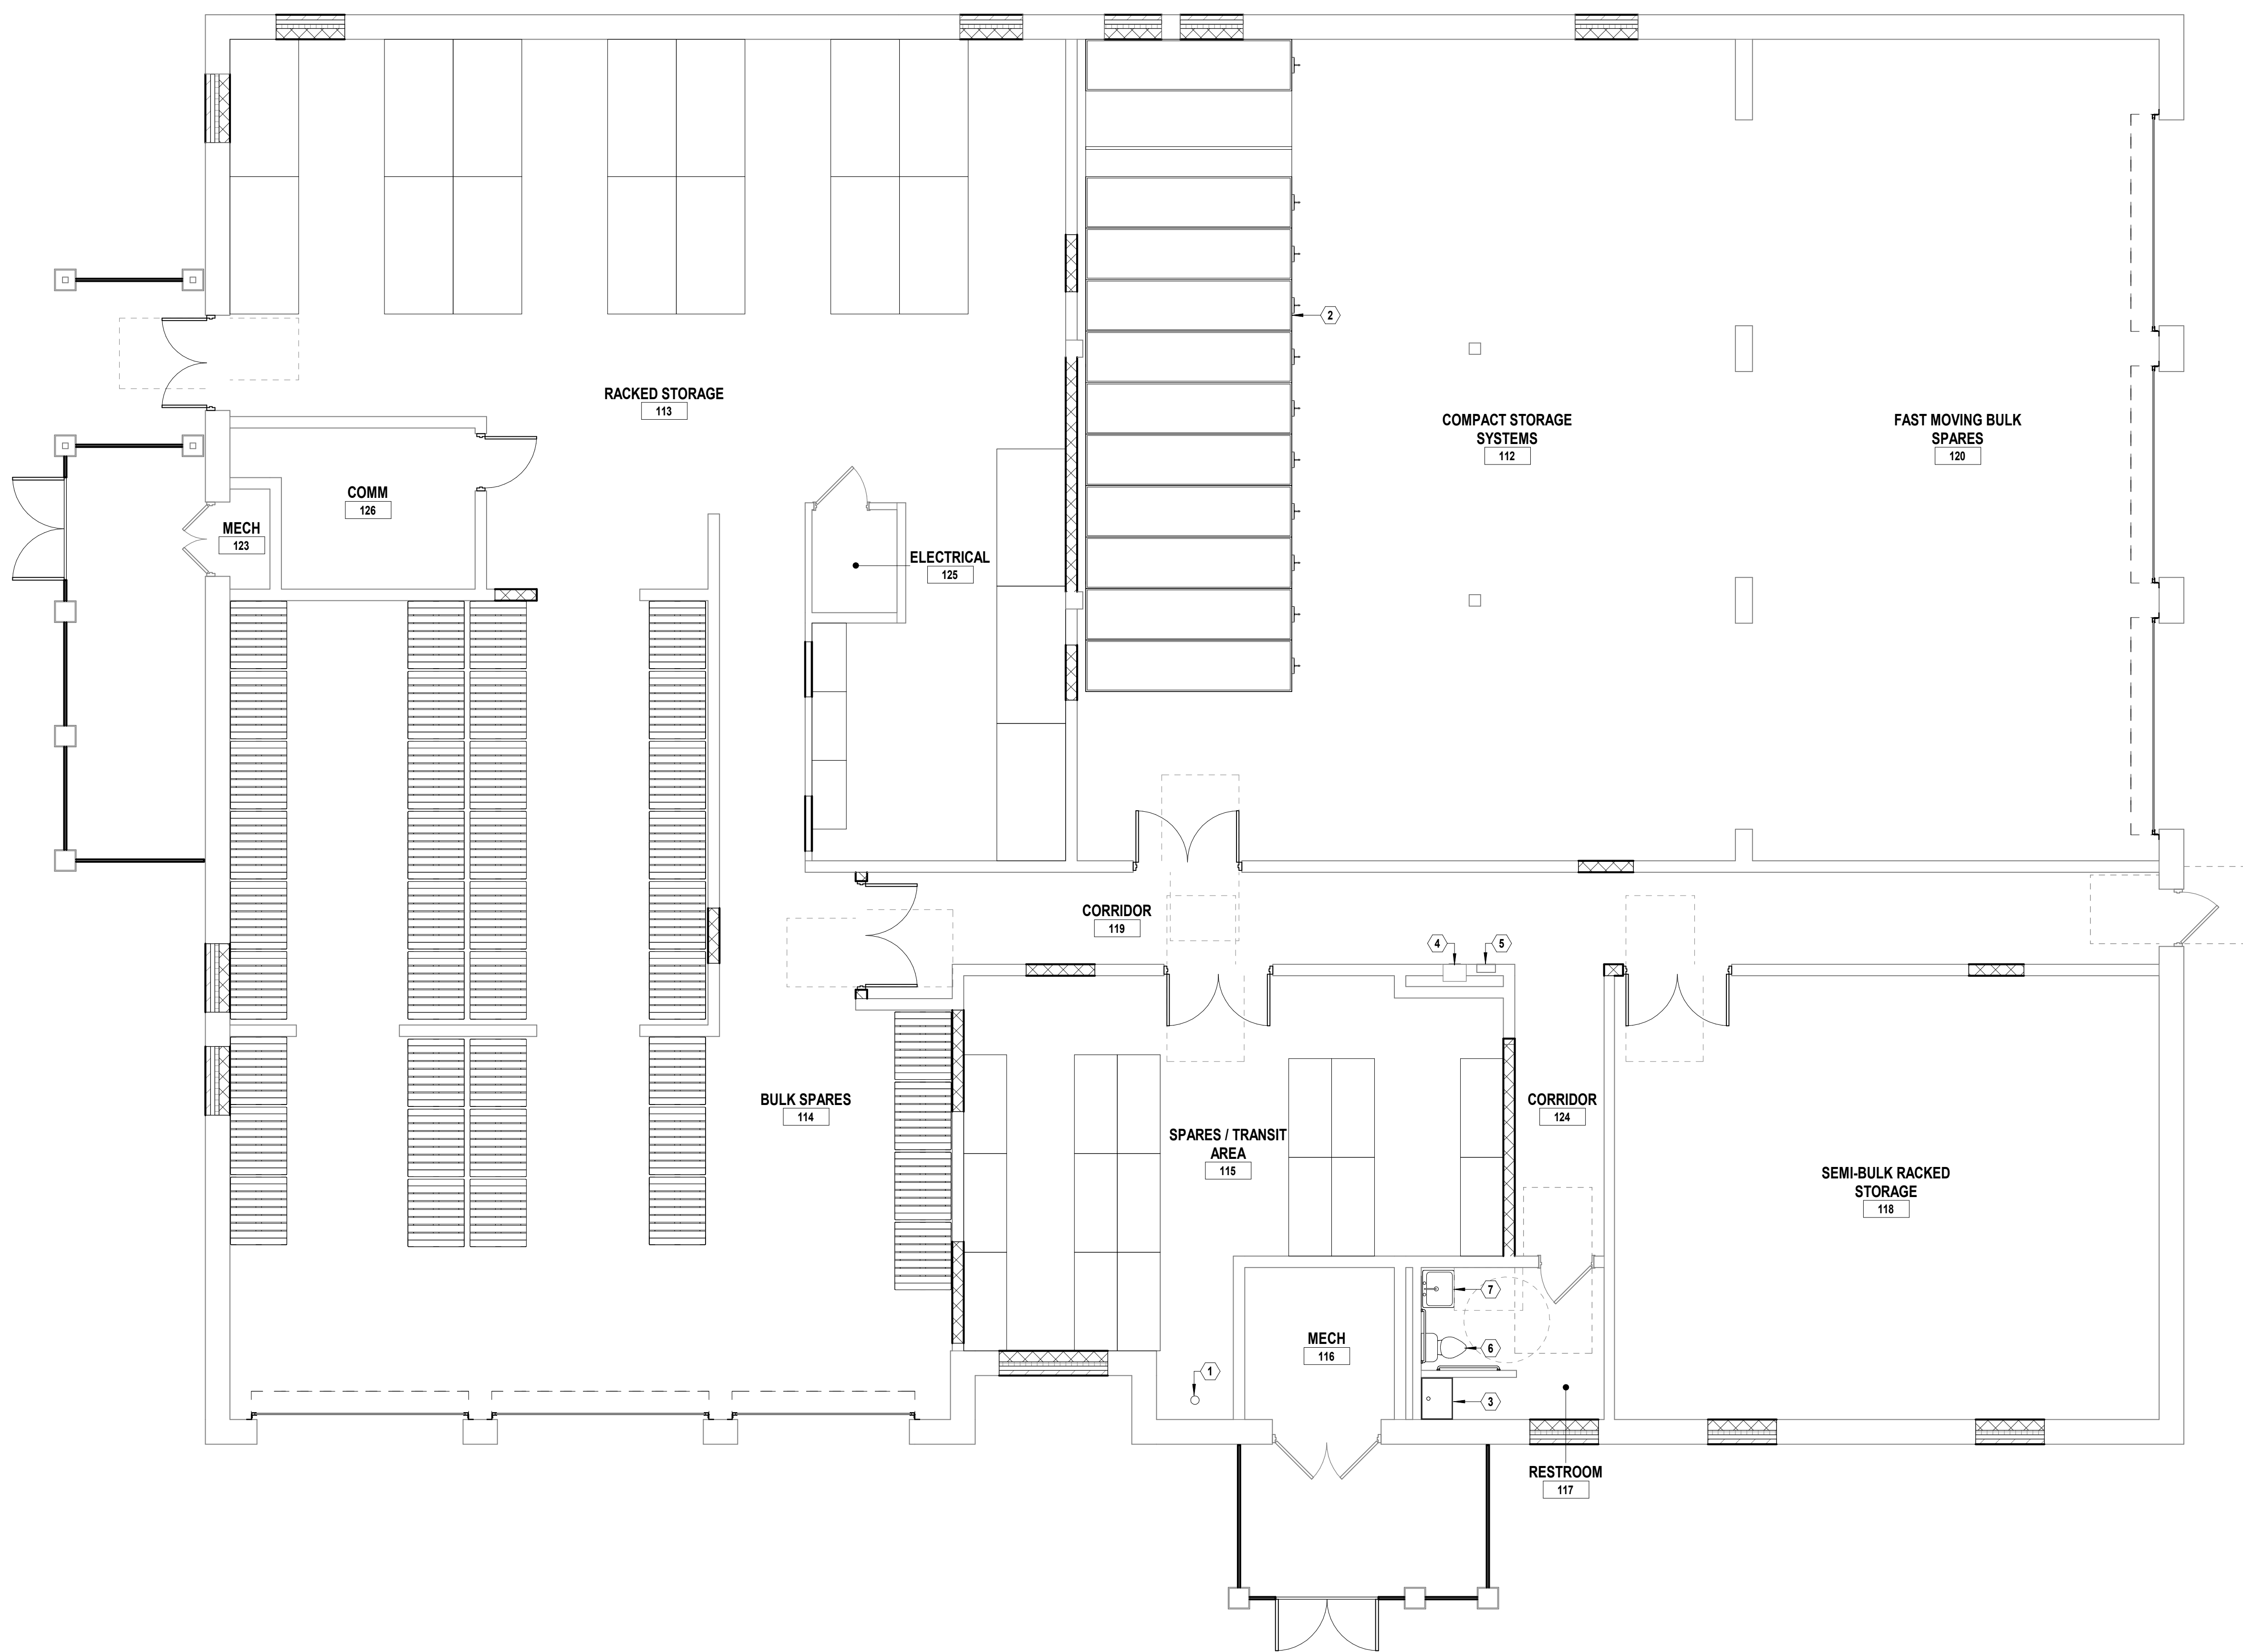 2
RACKED STORAGE
113
COMPACT STORAGE
SYSTEMS
112
FAST MOVING BULK
SPARES
120
COMM
126
MECH
123
ELECTRICAL
125
CORRIDOR
119
4
5
BULK SPARES
114
CORRIDOR
124
SPARES / TRANSIT
AREA
115
SEMI-BULK RACKED
STORAGE
118
7
MECH
116
6
1
3
RESTROOM
117